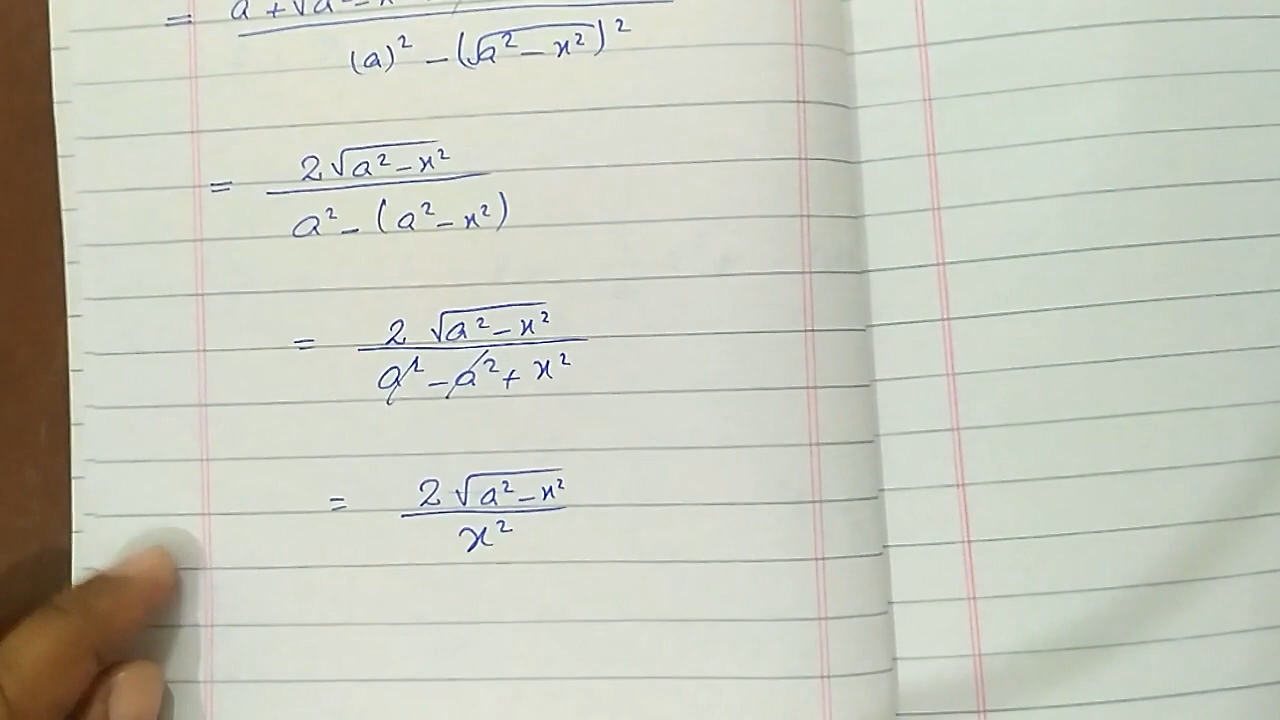 = a + √a² - x
(a)² - (√a² - x²)²
= 2√a² - x²
a² - (a² - x²)
= 2 √a² - x²
a² - a² + x²
= 2 √a² - x²
x²